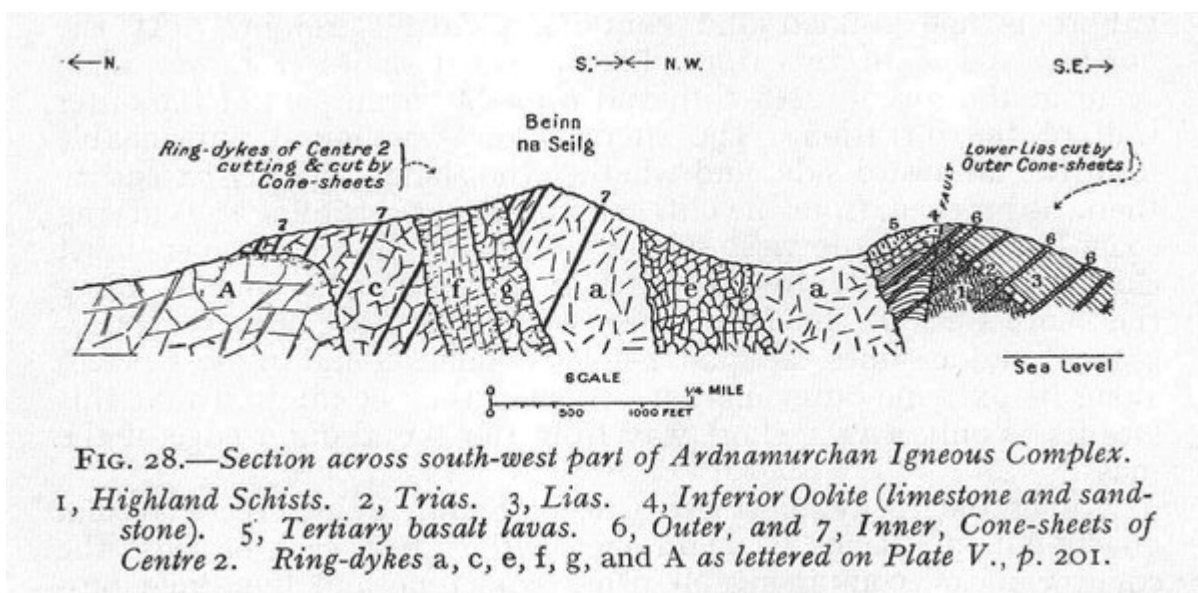 ←N.
S.→← N.W.
S.E.→
Beinn
na Seilg
Ring-dykes of Centre 2
cutting & cut by
Cone-sheets
Lower Lias cut by
Outer Cone-sheets
FAULT
7
7
7
5
4
6
6
6
A
c
f
g
a
e
a
1
2
3
Sea Level
SCALE
0
0
500
1000 FEET
1/4 MILE
FIG. 28.—Section across south-west part of Ardnamurchan Igneous Complex.
1, Highland Schists. 2, Trias. 3, Lias. 4, Inferior Oolite (limestone and sand-
stone). 5, Tertiary basalt lavas. 6, Outer, and 7, Inner, Cone-sheets of
Centre 2. Ring-dykes a, c, e, f, g, and A as lettered on Plate V., p. 201.